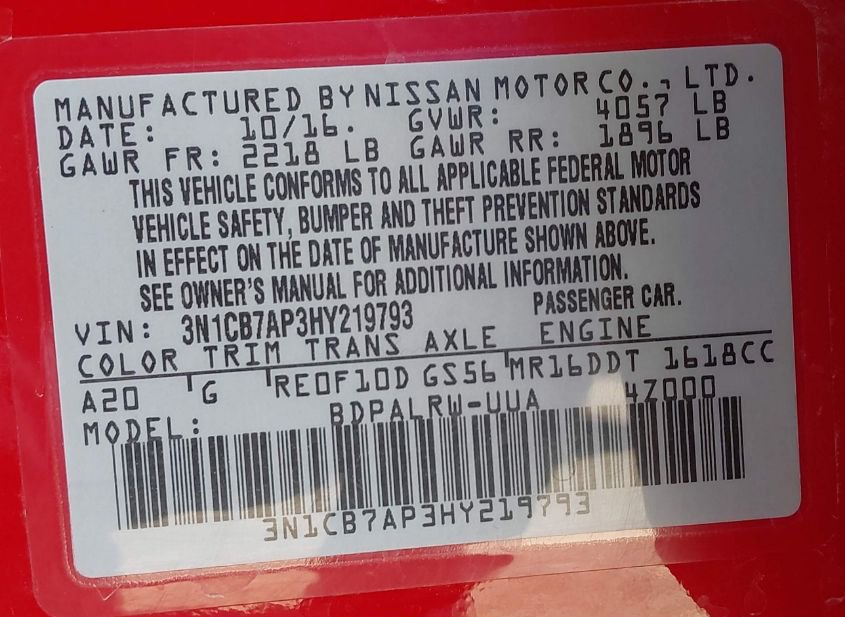 MANUFACTURED BY NISSAN MOTOR CO., LTD.
DATE: 10/16. GVWR: 4057 LB
GAWR FR: 2218 LB GAWR RR: 1896 LB
THIS VEHICLE CONFORMS TO ALL APPLICABLE FEDERAL MOTOR
VEHICLE SAFETY, BUMPER AND THEFT PREVENTION STANDARDS
IN EFFECT ON THE DATE OF MANUFACTURE SHOWN ABOVE.
SEE OWNER'S MANUAL FOR ADDITIONAL INFORMATION.
PASSENGER CAR.
VIN: 3N1CB7AP3HY219793
COLOR TRIM TRANS AXLE ENGINE
A20 G RE0F10D GS56 MR16DDT 1618CC
MODEL: BDPALRW-UUA 47000
3N1CB7AP3HY219793